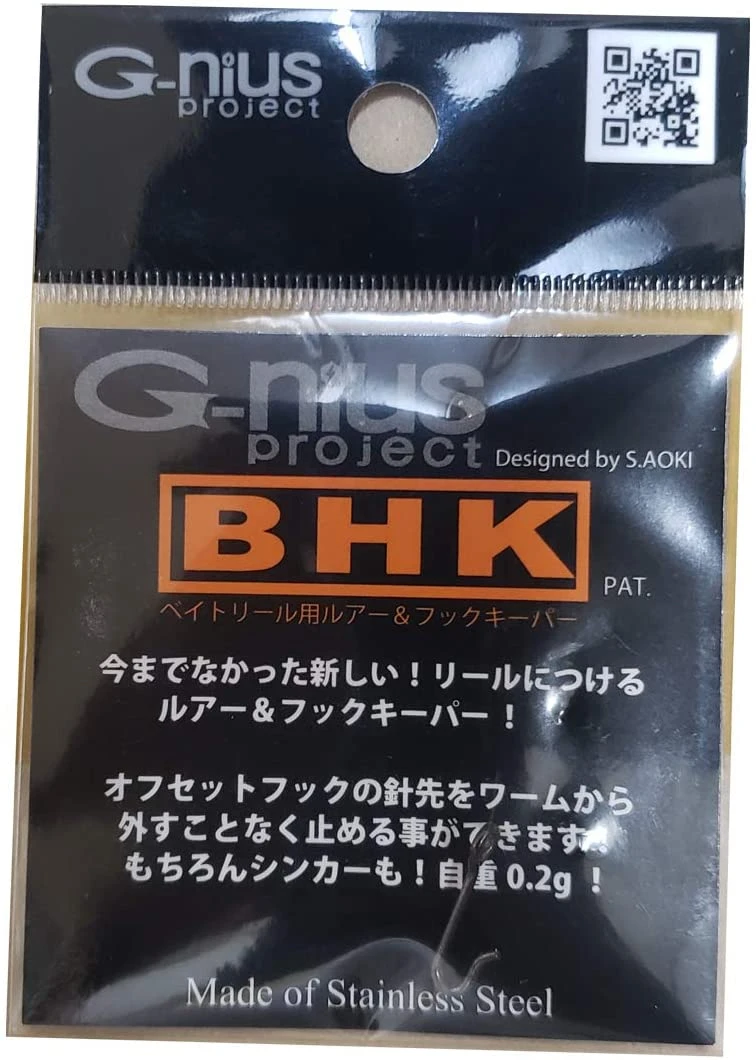 G-nius
project
G-nius
project Designed by S.AOKI
BHK PAT.
ベイトリール用ルアー＆フックキーパー
今までなかった新しい！リールにつける
ルアー＆フックキーパー！
オフセットフックの針先をワームから
外すことなく止める事ができます！
もちろんシンカーも！自重 0.2g ！
Made of Stainless Steel